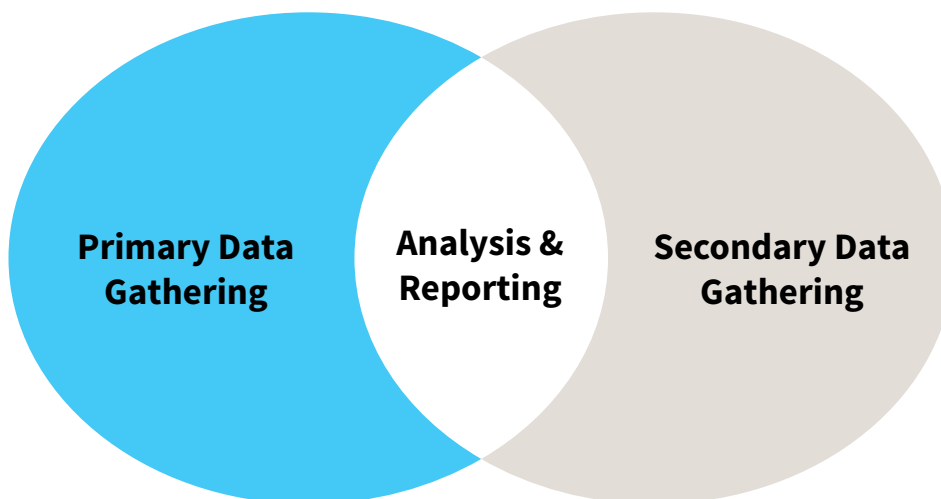 Primary Data
Gathering
Analysis &
Reporting
Secondary Data
Gathering